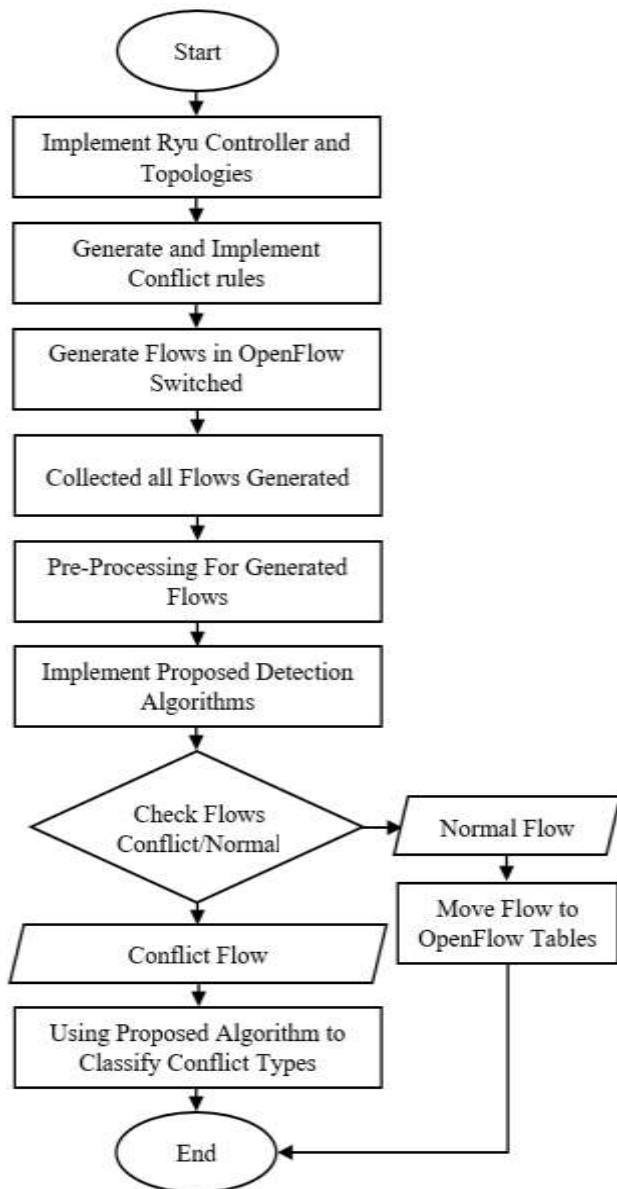 Start
Implement Ryu Controller and
Topologies
Generate and Implement
Conflict rules
Generate Flows in OpenFlow
Switched
Collected all Flows Generated
Pre-Processing For Generated
Flows
Implement Proposed Detection
Algorithms
Check Flows
Conflict/Normal
Normal Flow
Move Flow to
OpenFlow Tables
Conflict Flow
Using Proposed Algorithm to
Classify Conflict Types
End